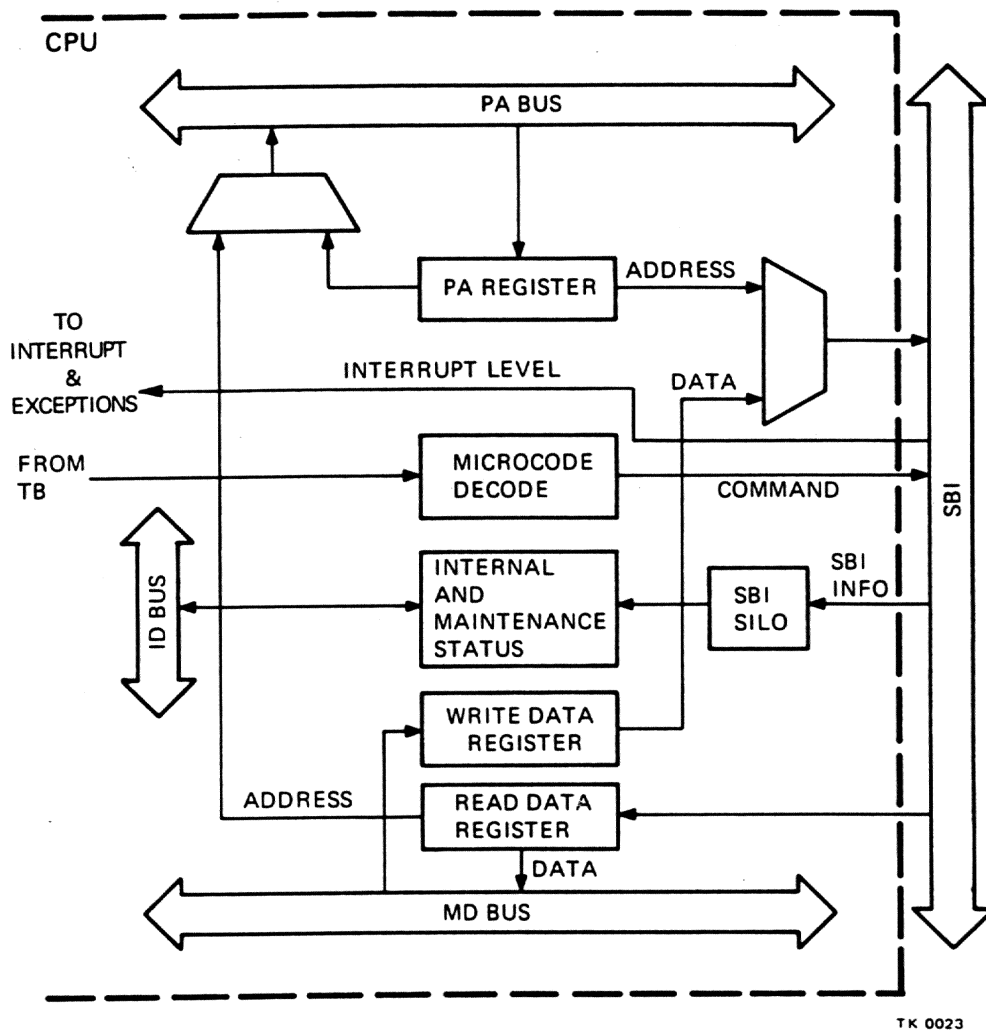 CPU
PA BUS
PA REGISTER
ADDRESS
TO
INTERRUPT
&
EXCEPTIONS
INTERRUPT LEVEL
DATA
FROM
TB
MICROCODE
DECODE
COMMAND
SBI
ID BUS
INTERNAL
AND
MAINTENANCE
STATUS
SBI
SILO
SBI
INFO
WRITE DATA
REGISTER
ADDRESS
READ DATA
REGISTER
DATA
MD BUS
TK 0023